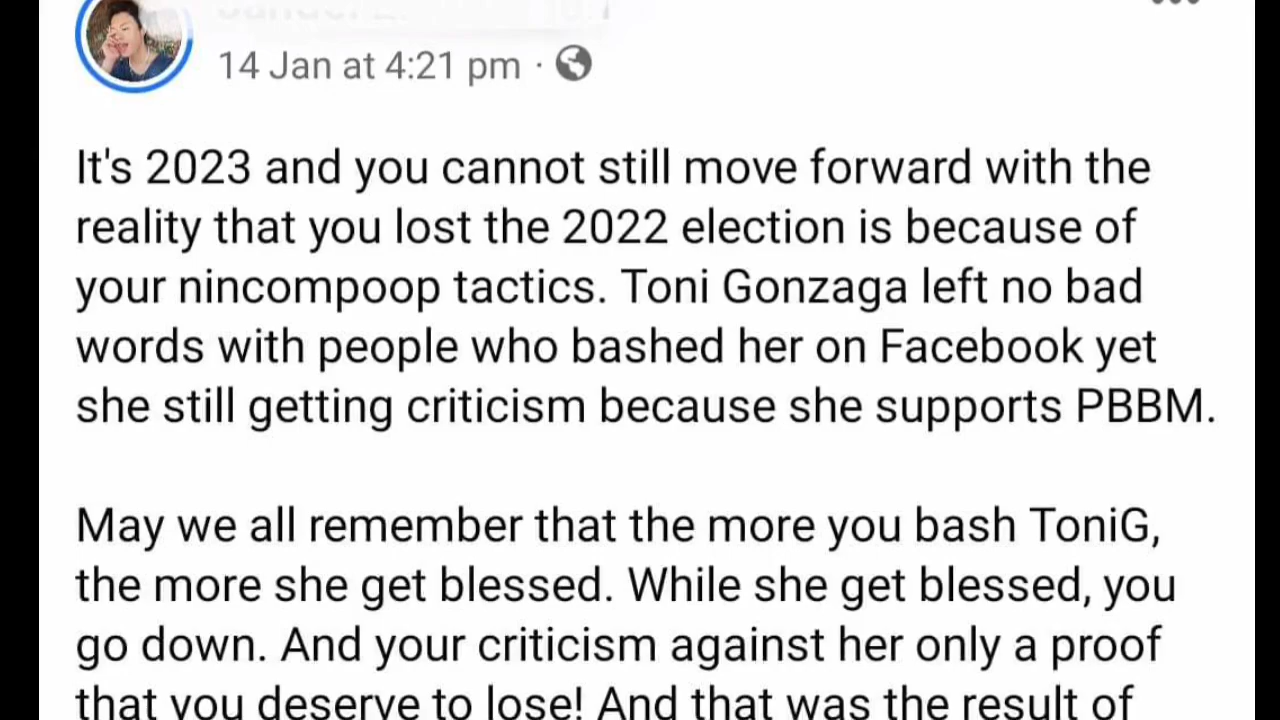 14 Jan at 4:21 pm ·
It's 2023 and you cannot still move forward with the
reality that you lost the 2022 election is because of
your nincompoop tactics. Toni Gonzaga left no bad
words with people who bashed her on Facebook yet
she still getting criticism because she supports PBBM.
May we all remember that the more you bash ToniG,
the more she get blessed. While she get blessed, you
go down. And your criticism against her only a proof
that you deserve to lose! And that was the result of